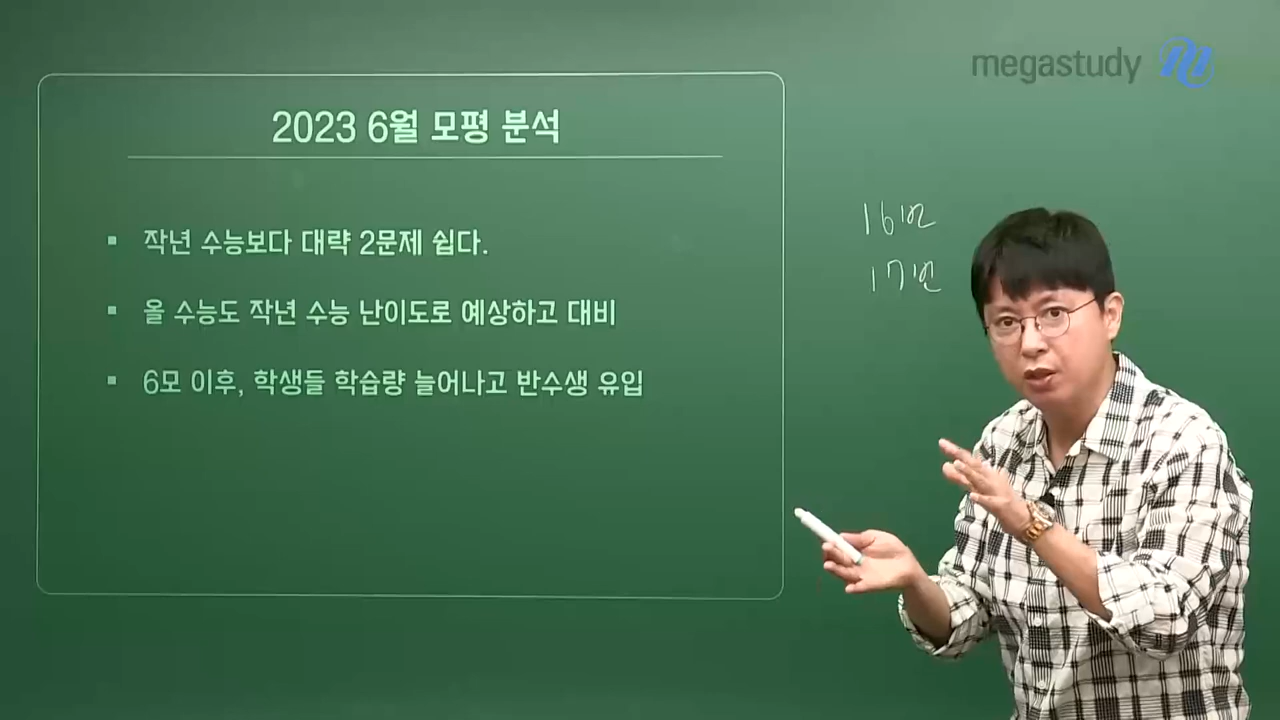 megastudy
2023 6월 모평 분석
작년 수능보다 대략 2문제 쉽다.
올 수능도 작년 수능 난이도로 예상하고 대비
6모 이후, 학생들 학습량 늘어나고 반수생 유입
16번
17번